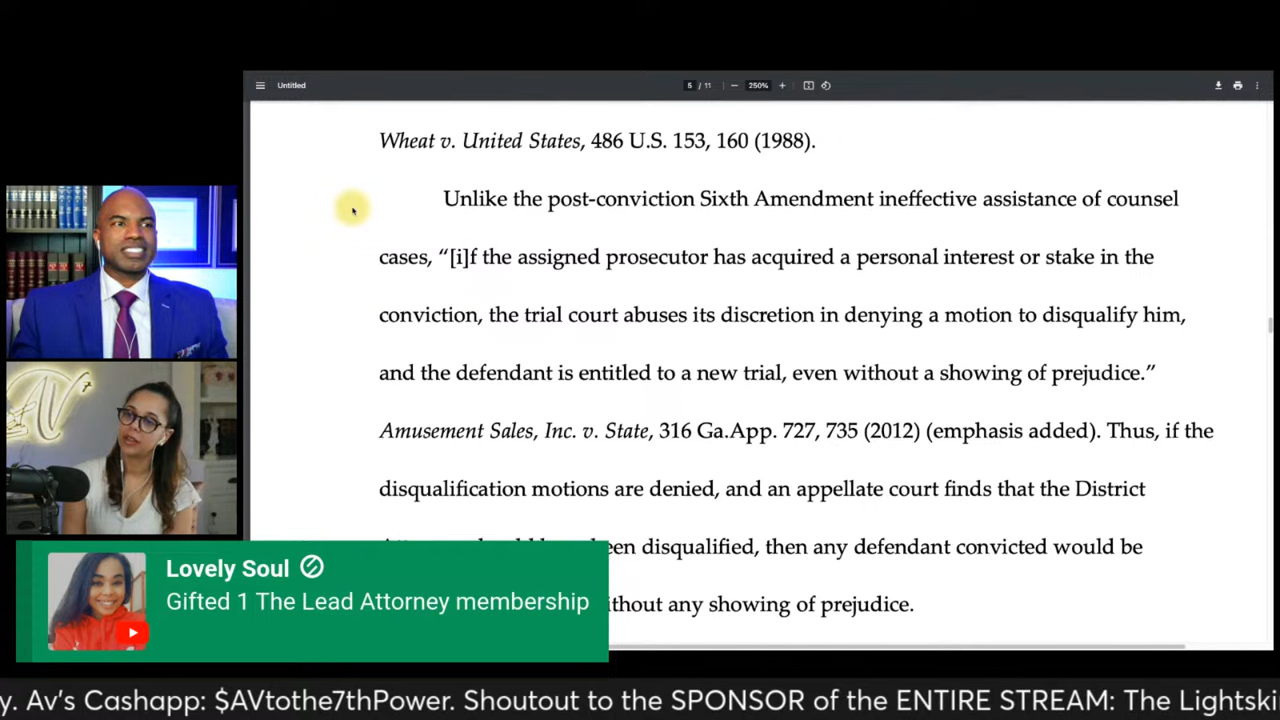 Untitled
5 / 11
250%
Wheat v. United States, 486 U.S. 153, 160 (1988).
Unlike the post-conviction Sixth Amendment ineffective assistance of counsel
cases, “[i]f the assigned prosecutor has acquired a personal interest or stake in the
conviction, the trial court abuses its discretion in denying a motion to disqualify him,
and the defendant is entitled to a new trial, even without a showing of prejudice.”
Amusement Sales, Inc. v. State, 316 Ga.App. 727, 735 (2012) (emphasis added). Thus, if the
disqualification motions are denied, and an appellate court finds that the District
disqualified, then any defendant convicted would be
without any showing of prejudice.
AV
Lovely Soul
Gifted 1 The Lead Attorney membership
y. Av's Cashapp: $AVtothe7thPower. Shoutout to the SPONSOR of the ENTIRE STREAM: The Lightski